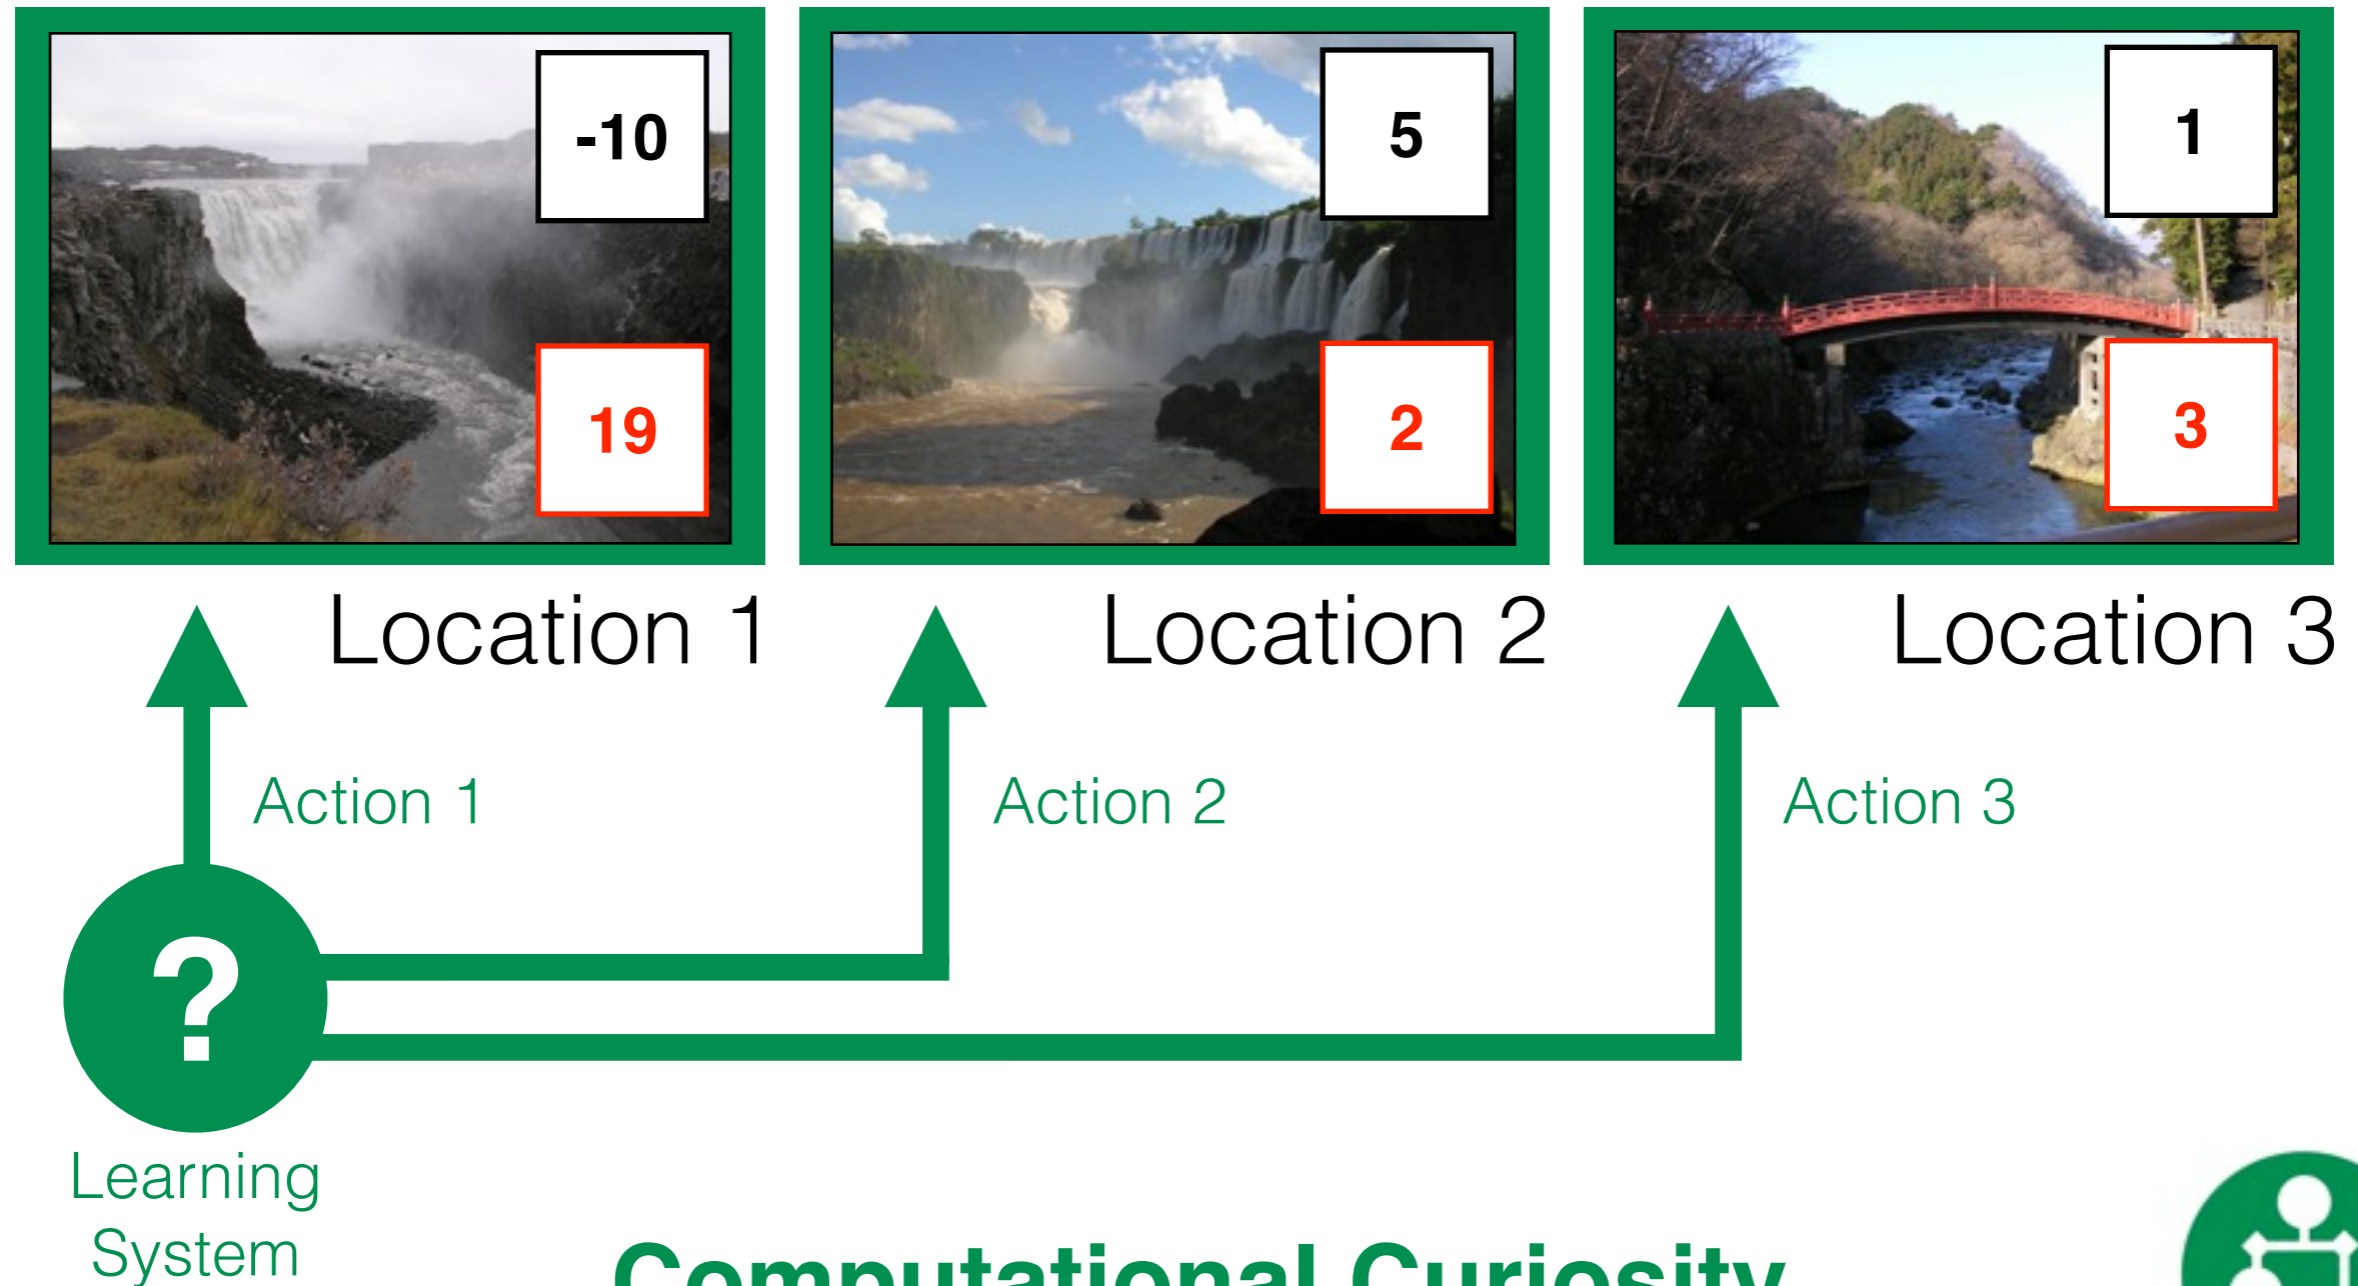 -10
5
1
19
2
3
Location 1
Location 2
Location 3
Action 1
Action 2
Action 3
?
Learning
System
Computational Curiosity